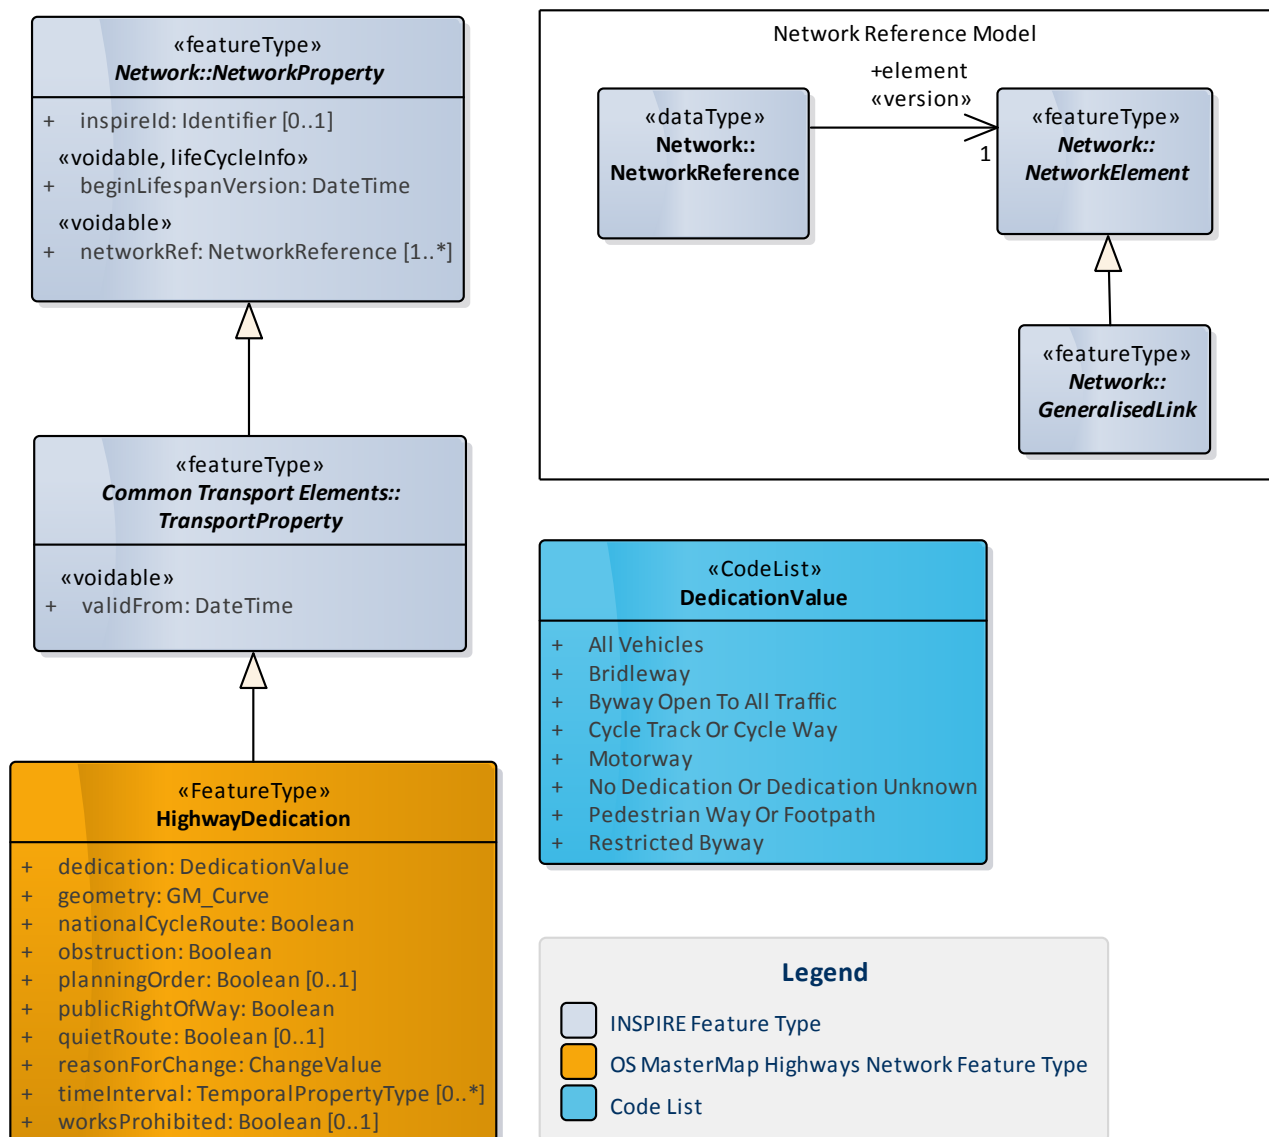 «featureType»
Network::NetworkProperty
+ inspireId: Identifier [0..1]
«voidable, lifeCycleInfo»
+ beginLifespanVersion: DateTime
«voidable»
+ networkRef: NetworkReference [1..*]
«featureType»
Common Transport Elements::
TransportProperty
«voidable»
+ validFrom: DateTime
«FeatureType»
HighwayDedication
+ dedication: DedicationValue
+ geometry: GM_Curve
+ nationalCycleRoute: Boolean
+ obstruction: Boolean
+ planningOrder: Boolean [0..1]
+ publicRightOfWay: Boolean
+ quietRoute: Boolean [0..1]
+ reasonForChange: ChangeValue
+ timeInterval: TemporalPropertyType [0..*]
+ worksProhibited: Boolean [0..1]
Network Reference Model
«dataType»
Network::
NetworkReference
+element
«version»
1
«featureType»
Network::
NetworkElement
«featureType»
Network::
GeneralisedLink
«CodeList»
DedicationValue
+ All Vehicles
+ Bridleway
+ Byway Open To All Traffic
+ Cycle Track Or Cycle Way
+ Motorway
+ No Dedication Or Dedication Unknown
+ Pedestrian Way Or Footpath
+ Restricted Byway
Legend
INSPIRE Feature Type
OS MasterMap Highways Network Feature Type
Code List